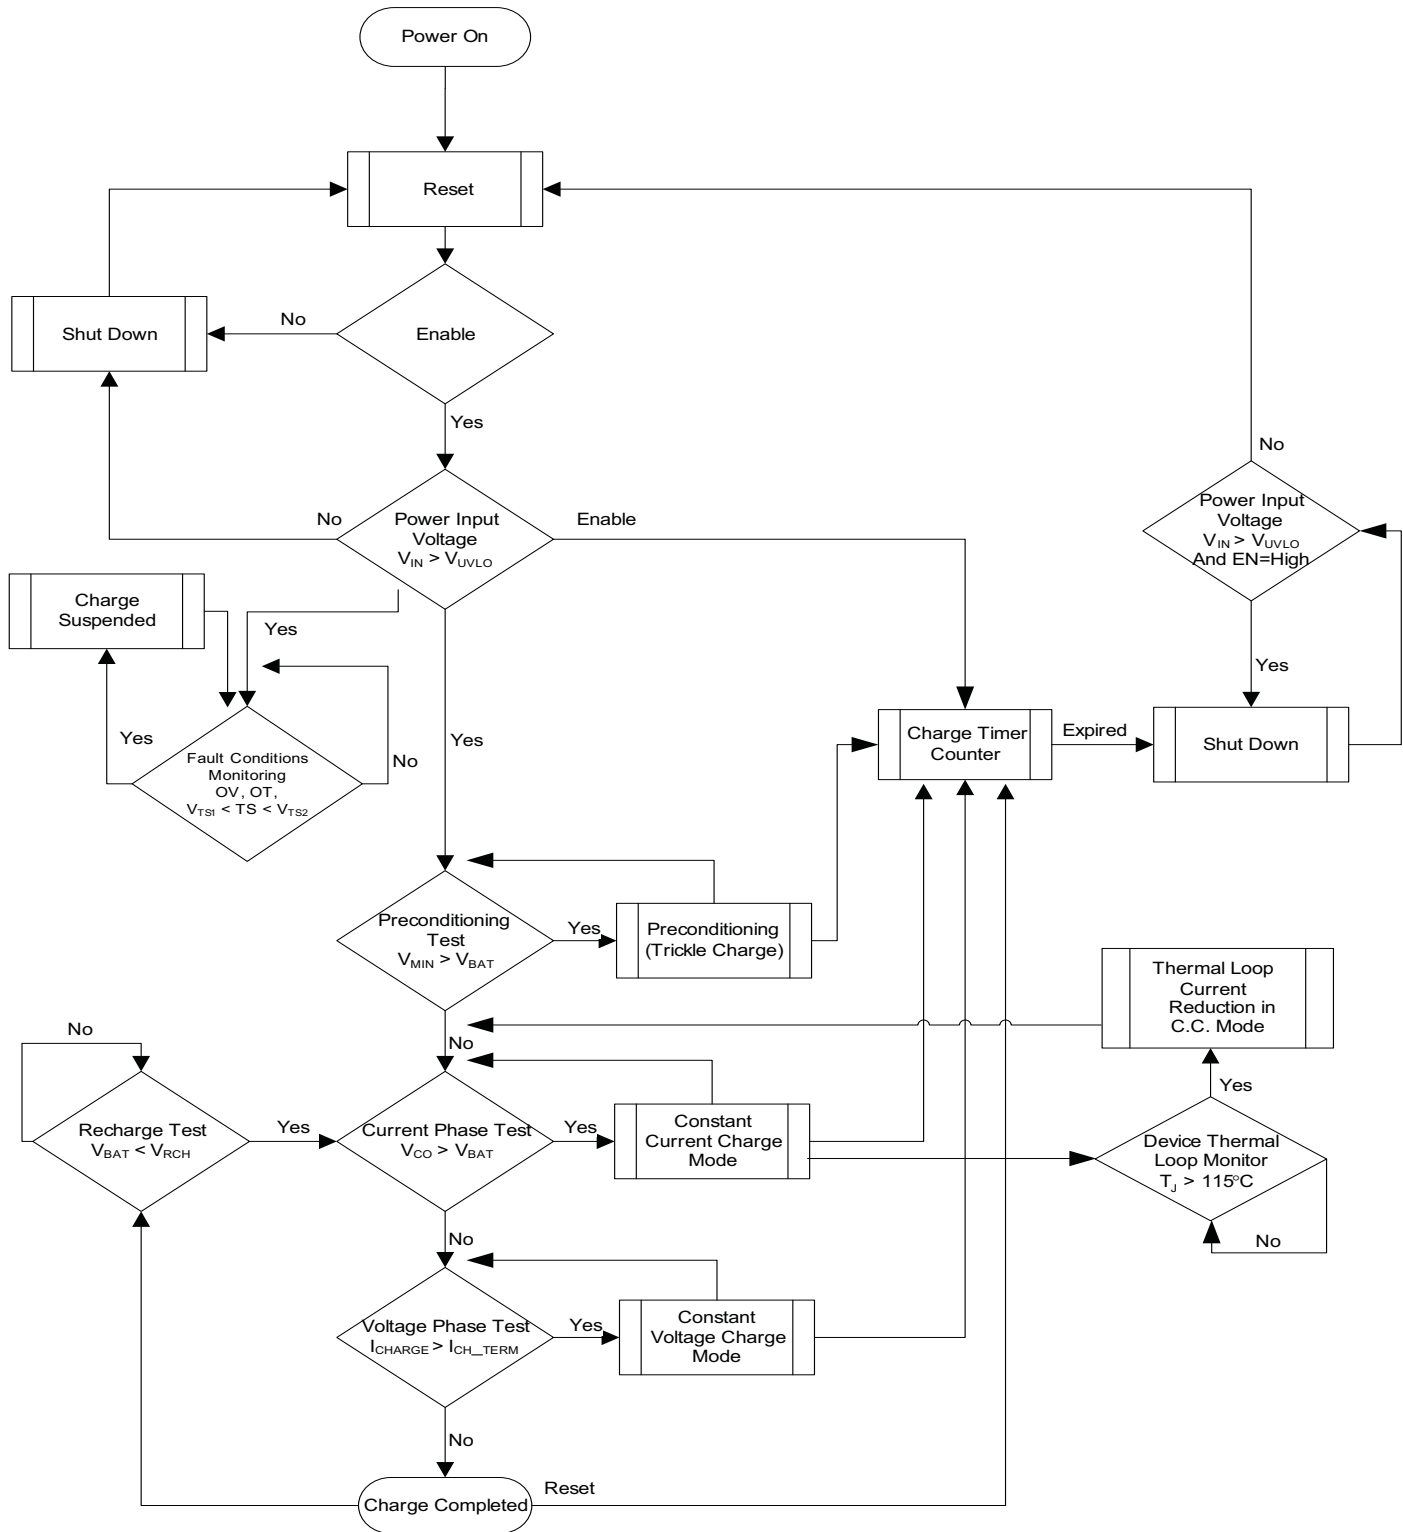 Power On
Reset
Shut Down
No
Enable
Yes
No
Power Input
Voltage
VIN > VUVLO
Enable
No
Power Input
Voltage
VIN > VUVLO
And EN=High
Charge
Suspended
Yes
Yes
Yes
Fault Conditions
Monitoring
OV, OT,
VTS1 < TS < VTS2
No
Yes
Charge Timer
Counter
Expired
Shut Down
Preconditioning
Test
VMIN > VBAT
Yes
Preconditioning
(Trickle Charge)
Thermal Loop
Current
Reduction in
C.C. Mode
No
No
Yes
Recharge Test
VBAT < VRCH
Yes
Current Phase Test
VCO > VBAT
Yes
Constant
Current Charge
Mode
Device Thermal
Loop Monitor
TJ > 115°C
No
No
Voltage Phase Test
ICHARGE > ICH_TERM
Yes
Constant
Voltage Charge
Mode
No
Charge Completed
Reset